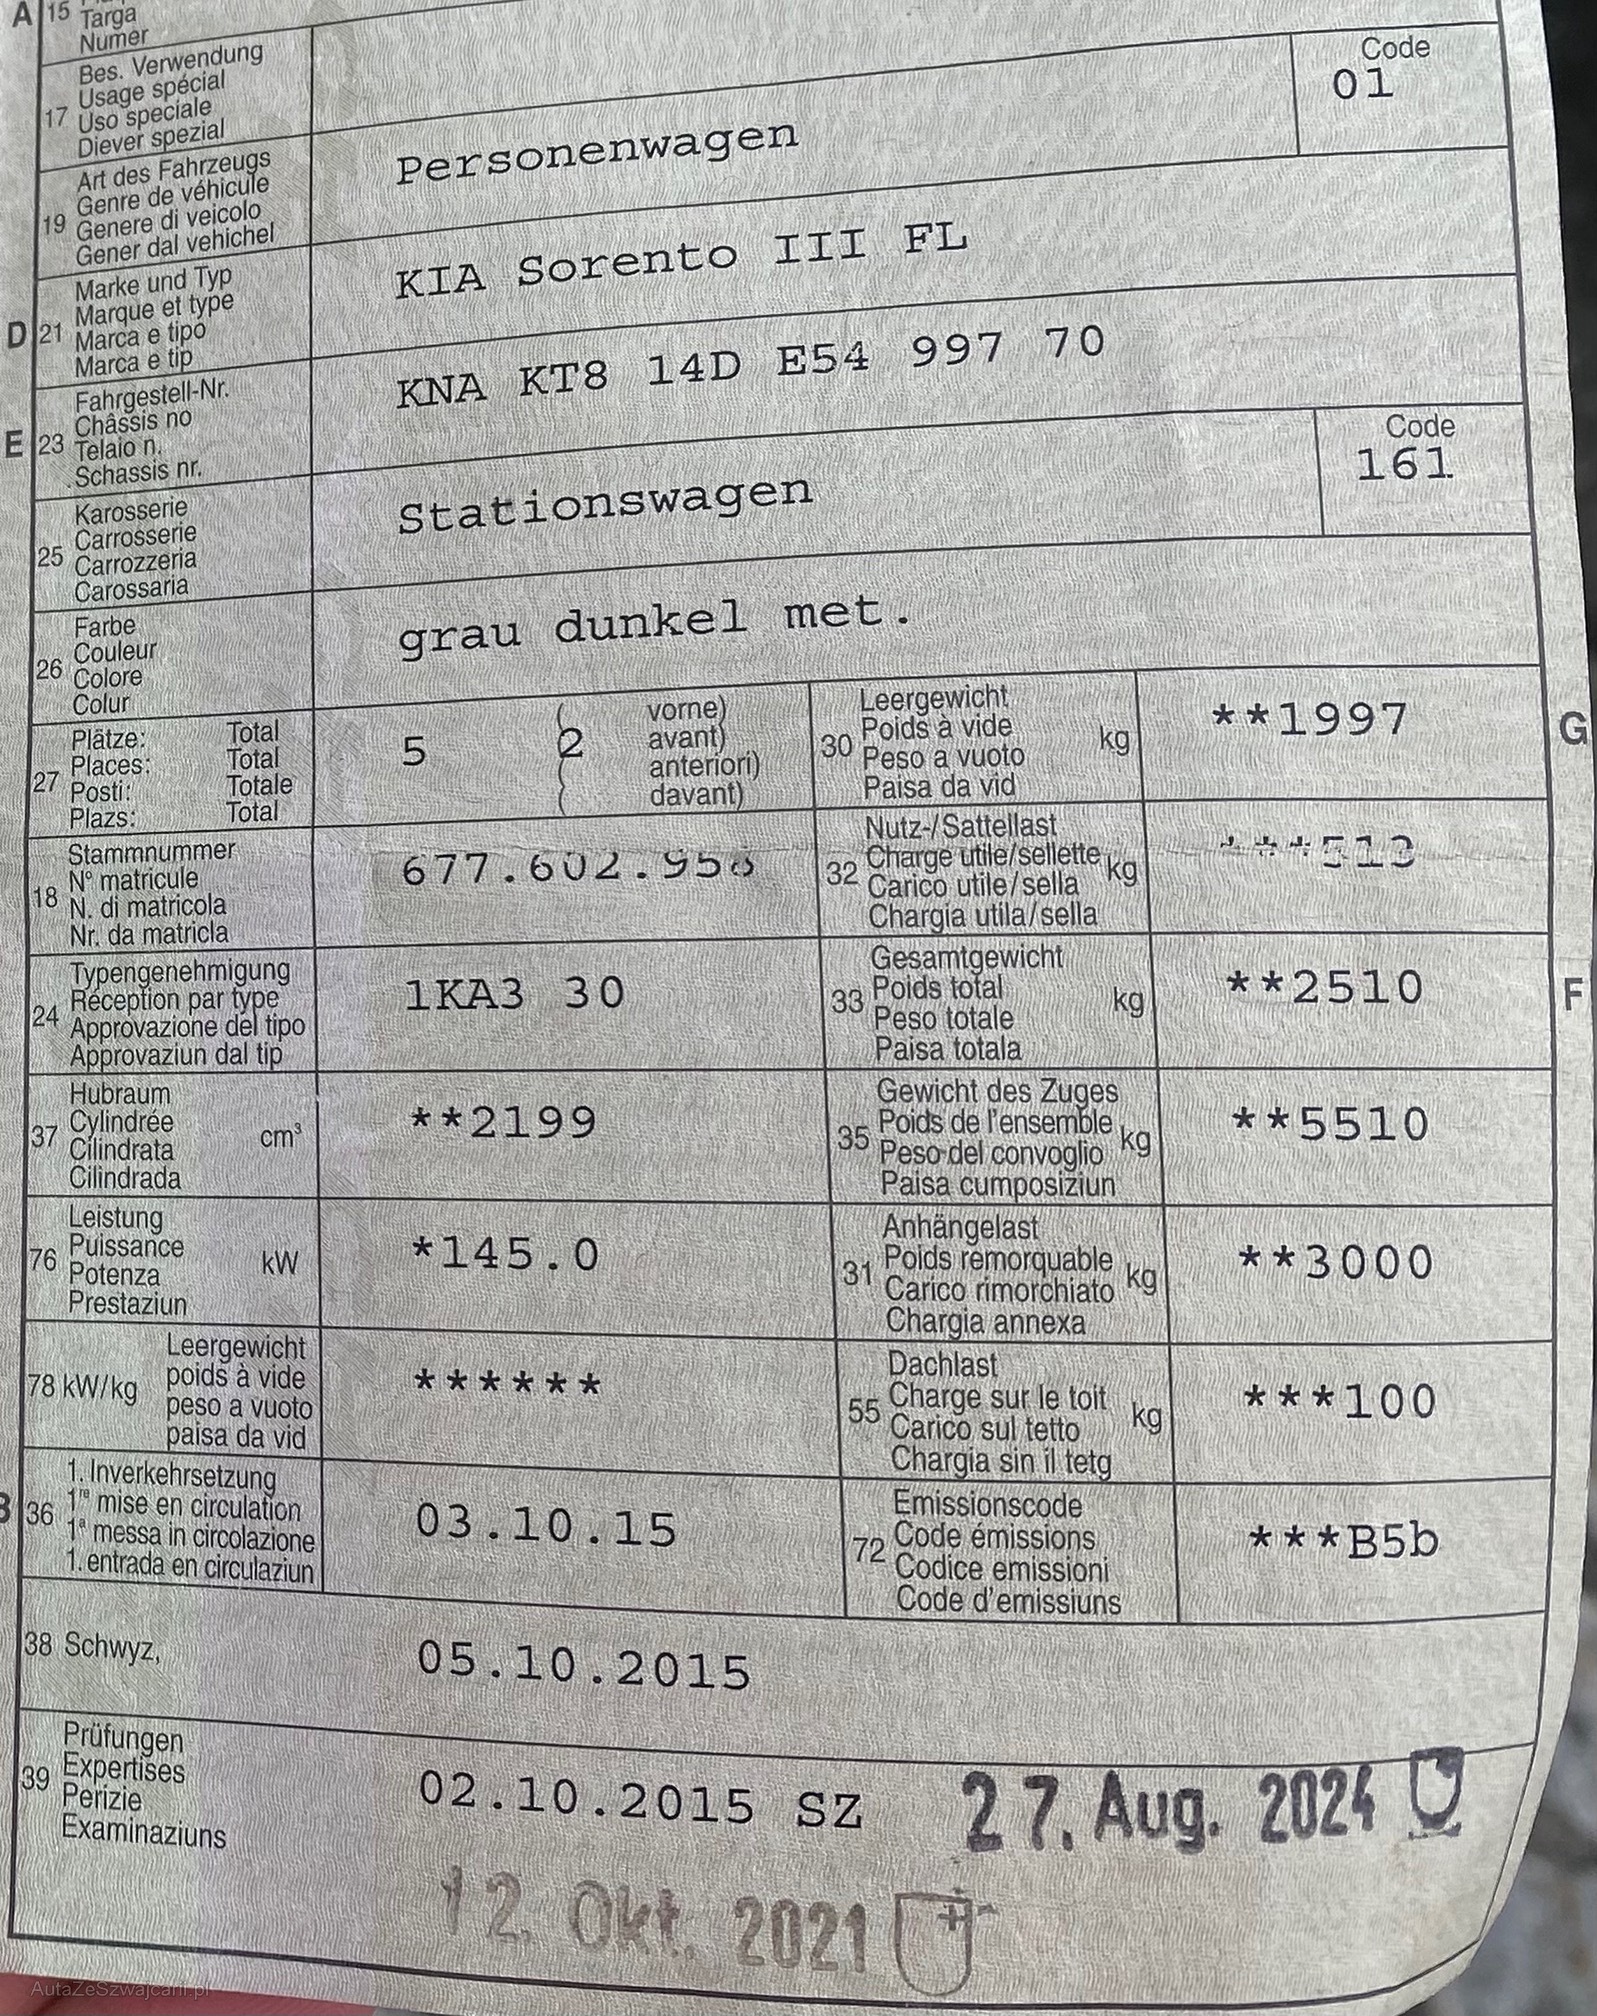 A 15 Targa
Numer
17 Bes. Verwendung
Usage spécial
Uso speciale
Diever spezial
19 Art des Fahrzeugs
Genre de véhicule
Genere di veicolo
Gener dal vehichel
Personenwagen
Code
01
D 21 Marke und Typ
Marque et type
Marca e tipo
Marca e tip
KIA Sorento III FL
E 23 Fahrgestell-Nr.
Châssis no
Telaio n.
Schassis nr.
KNA KT8 14D E54 997 70
25 Karosserie
Carrosserie
Carrozzeria
Carossaria
Stationswagen
Code
161
26 Farbe
Couleur
Colore
Colur
grau dunkel met.
27 Plätze: Total
Places: Total
Posti: Totale
Plazs: Total
5 2 vorne)
avant)
anteriori)
davant)
30 Leergewicht
Poids à vide
Peso a vuoto
Paisa da vid
kg **1997 G
18 Stammnummer
N° matricule
N. di matricola
Nr. da matricla
677.602.958
32 Nutz-/Sattellast
Charge utile/sellette
Carico utile/sella
Chargia utila/sella
kg ***513
24 Typengenehmigung
Réception par type
Approvazione del tipo
Approvaziun dal tip
1KA3 30
33 Gesamtgewicht
Poids total
Peso totale
Paisa totala
kg **2510 F
37 Hubraum
Cylindrée
Cilindrata
Cilindrada
cm³ **2199
35 Gewicht des Zuges
Poids de l'ensemble
Peso del convoglio
Paisa cumposiziun
kg **5510
76 Leistung
Puissance
Potenza
Prestaziun
kW *145.0
31 Anhängelast
Poids remorquable
Carico rimorchiato
Chargia annexa
kg **3000
78 kW/kg Leergewicht
poids à vide
peso a vuoto
paisa da vid
******
55 Dachlast
Charge sur le toit
Carico sul tetto
Chargia sin il tetg
kg ***100
B 36 1. Inverkehrsetzung
1re mise en circulation
1a messa in circolazione
1. entrada en circulaziun
03.10.15
72 Emissionscode
Code émissions
Codice emissioni
Code d'emissiuns
***B5b
38 Schwyz, 05.10.2015
39 Prüfungen
Expertises
Perizie
Examinaziuns
02.10.2015 SZ 27. Aug. 2024
12. Okt. 2021
AutaZeSzwajcarii.pl